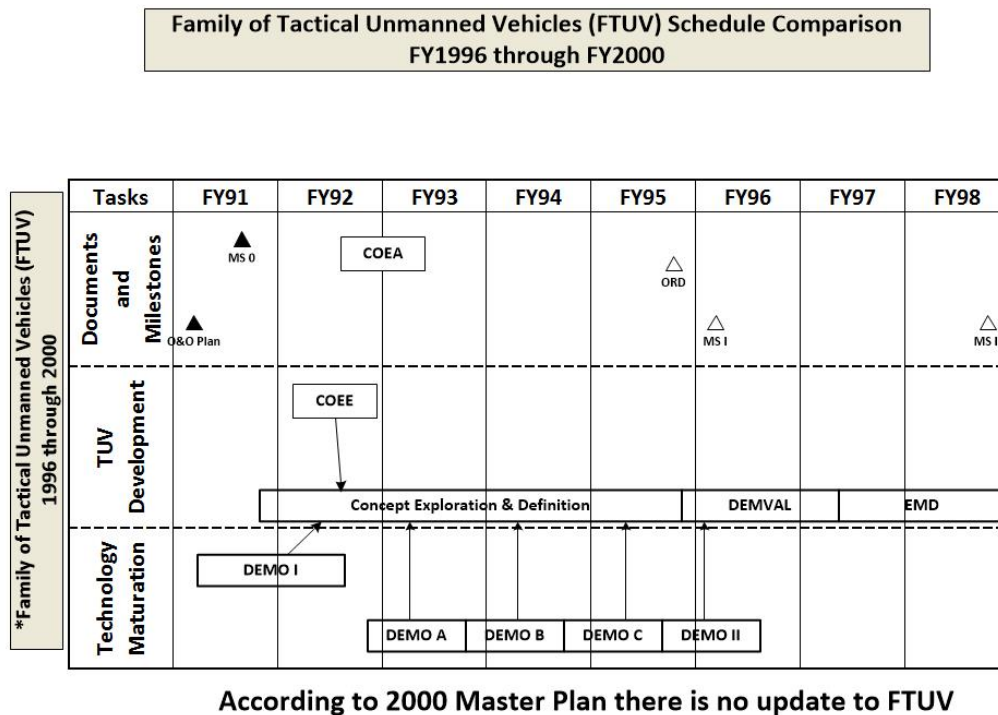 Family of Tactical Unmanned Vehicles (FTUV) Schedule Comparison
FY1996 through FY2000
*Family of Tactical Unmanned Vehicles (FTUV)
1996 through 2000
Tasks FY91 FY92 FY93 FY94 FY95 FY96 FY97 FY98
Documents
and
Milestones
MS 0
COEA
ORD
O&O Plan
MS I
MS I
TUV
Development
COEE
Concept Exploration & Definition
DEMVAL
EMD
Technology
Maturation
DEMO I
DEMO A
DEMO B
DEMO C
DEMO II
According to 2000 Master Plan there is no update to FTUV